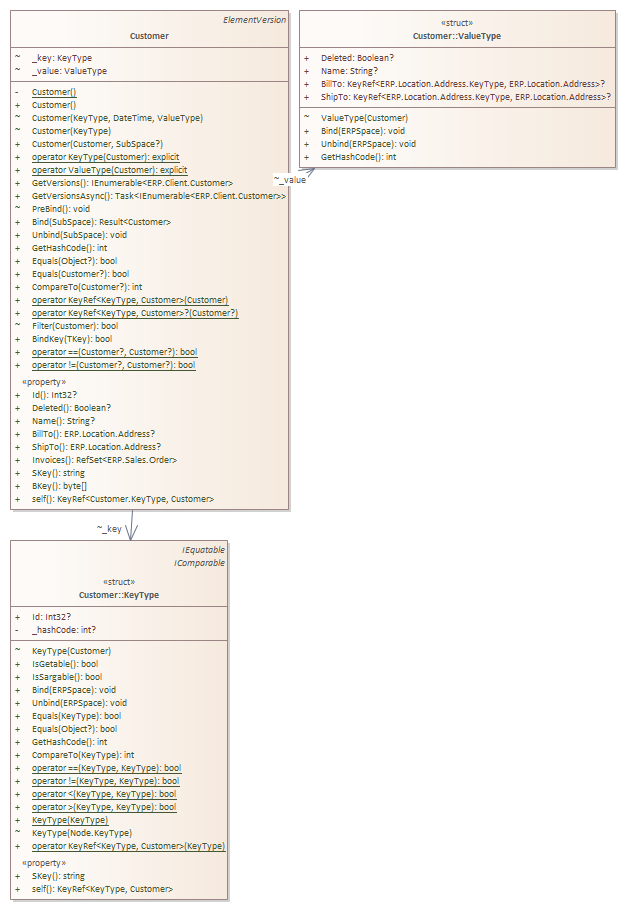 ElementVersion
Customer
~ _key: KeyType
~ _value: ValueType
- Customer()
+ Customer()
~ Customer(KeyType, DateTime, ValueType)
~ Customer(KeyType)
+ Customer(Customer, SubSpace?)
+ operator KeyType(Customer): explicit
+ operator ValueType(Customer): explicit
+ GetVersions(): IEnumerable<ERP.Client.Customer>
+ GetVersionsAsync(): Task<IEnumerable<ERP.Client.Customer>>
~ PreBind(): void
+ Bind(SubSpace): Result<Customer>
+ Unbind(SubSpace): void
+ GetHashCode(): int
+ Equals(Object?): bool
+ Equals(Customer?): bool
+ CompareTo(Customer?): int
+ operator KeyRef<KeyType, Customer>(Customer)
+ operator KeyRef<KeyType, Customer>?(Customer?)
~ Filter(Customer): bool
+ BindKey(TKey): bool
+ operator ==(Customer?, Customer?): bool
+ operator !=(Customer?, Customer?): bool
«property»
+ Id(): Int32?
+ Deleted(): Boolean?
+ Name(): String?
+ BillTo(): ERP.Location.Address?
+ ShipTo(): ERP.Location.Address?
+ Invoices(): RefSet<ERP.Sales.Order>
+ SKey(): string
+ BKey(): byte[]
+ self(): KeyRef<Customer.KeyType, Customer>
«struct»
Customer::ValueType
+ Deleted: Boolean?
+ Name: String?
+ BillTo: KeyRef<ERP.Location.Address.KeyType, ERP.Location.Address>?
+ ShipTo: KeyRef<ERP.Location.Address.KeyType, ERP.Location.Address>?
~ ValueType(Customer)
+ Bind(ERPSpace): void
+ Unbind(ERPSpace): void
+ GetHashCode(): int
~_value
~_key
IEquatable
IComparable
«struct»
Customer::KeyType
+ Id: Int32?
- _hashCode: int?
~ KeyType(Customer)
+ IsGetable(): bool
+ IsSargable(): bool
+ Bind(ERPSpace): void
+ Unbind(ERPSpace): void
+ Equals(KeyType): bool
+ Equals(Object?): bool
+ GetHashCode(): int
+ CompareTo(KeyType): int
+ operator ==(KeyType, KeyType): bool
+ operator !=(KeyType, KeyType): bool
+ operator <(KeyType, KeyType): bool
+ operator >(KeyType, KeyType): bool
+ KeyType(KeyType)
~ KeyType(Node.KeyType)
+ operator KeyRef<KeyType, Customer>(KeyType)
«property»
+ SKey(): string
+ self(): KeyRef<KeyType, Customer>